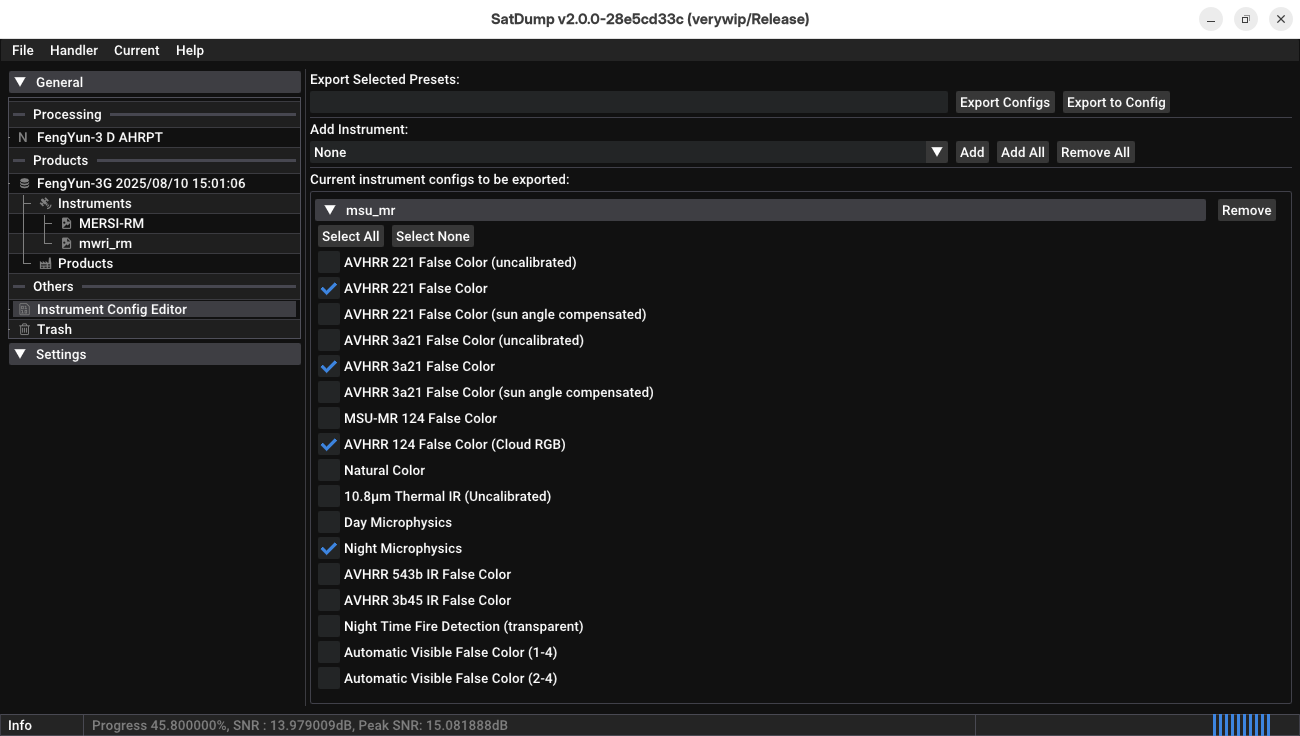 SatDump v2.0.0-28e5cd33c (verywip/Release)
File Handler Current Help
General
Processing
N FengYun-3 D AHRPT
Products
FengYun-3G 2025/08/10 15:01:06
Instruments
MERSI-RM
mwri_rm
Products
Others
Instrument Config Editor
Trash
Settings
Export Selected Presets:
Export Configs Export to Config
Add Instrument:
None Add Add All Remove All
Current instrument configs to be exported:
msu_mr Remove
Select All Select None
AVHRR 221 False Color (uncalibrated)
AVHRR 221 False Color
AVHRR 221 False Color (sun angle compensated)
AVHRR 3a21 False Color (uncalibrated)
AVHRR 3a21 False Color
AVHRR 3a21 False Color (sun angle compensated)
MSU-MR 124 False Color
AVHRR 124 False Color (Cloud RGB)
Natural Color
10.8µm Thermal IR (Uncalibrated)
Day Microphysics
Night Microphysics
AVHRR 543b IR False Color
AVHRR 3b45 IR False Color
Night Time Fire Detection (transparent)
Automatic Visible False Color (1-4)
Automatic Visible False Color (2-4)
Info Progress 45.800000%, SNR : 13.979009dB, Peak SNR: 15.081888dB